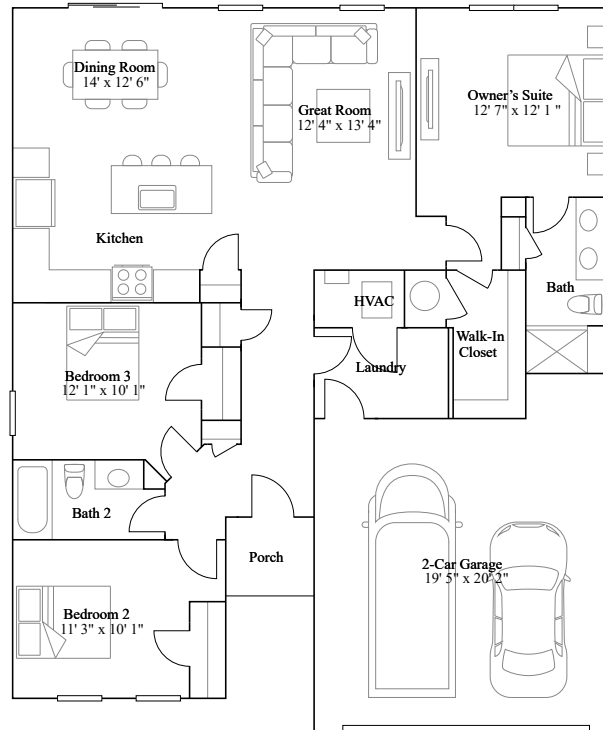 Dining Room
14' x 12' 6"
Great Room
12' 4" x 13' 4"
Owner's Suite
12' 7" x 12' 1 "
Kitchen
HVAC
Bath
Walk-In
Closet
Laundry
Bedroom 3
12' 1" x 10' 1"
Bath 2
Porch
2-Car Garage
19' 5" x 20' 2"
Bedroom 2
11' 3" x 10' 1"